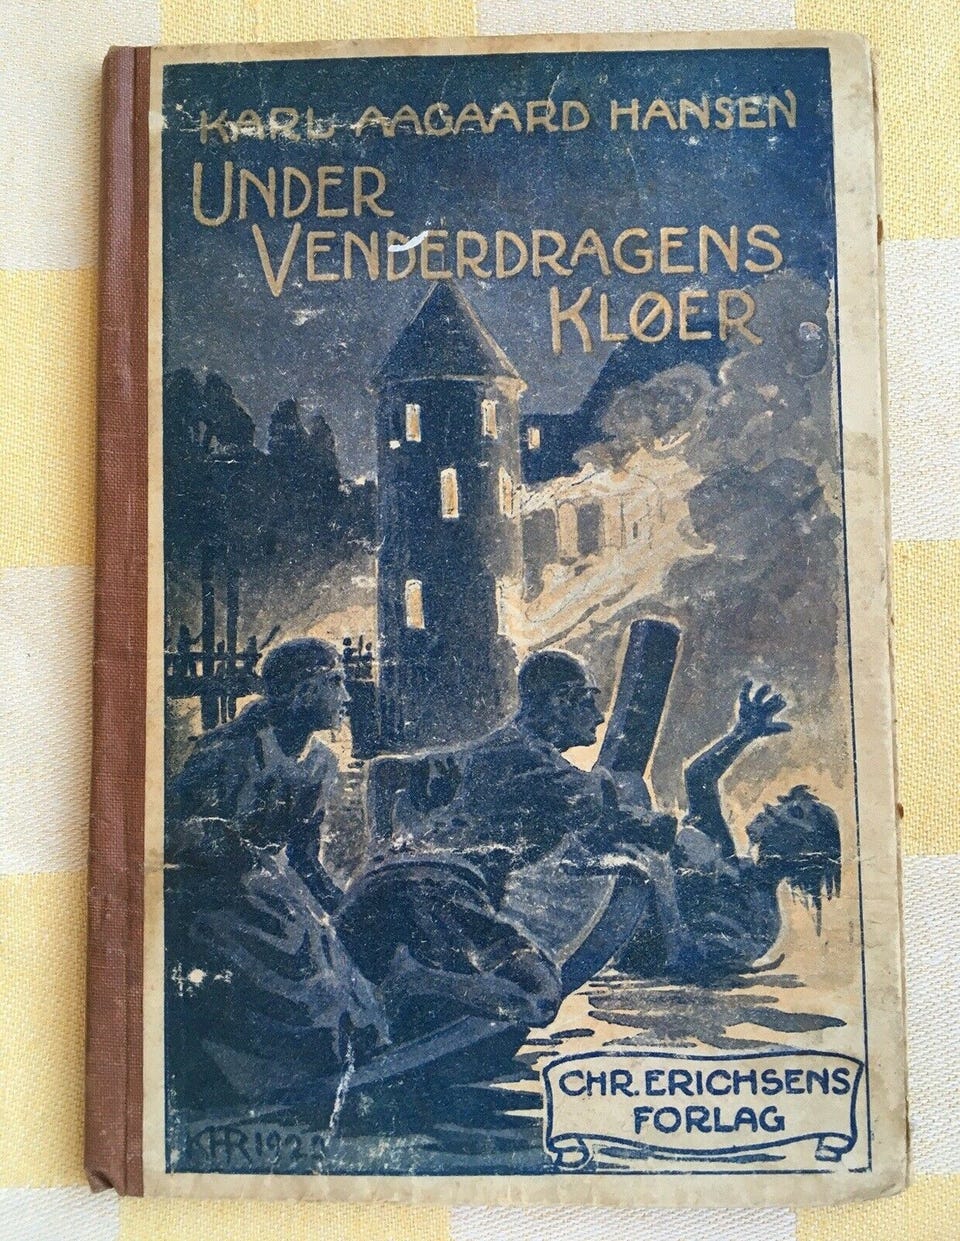 KARL AAGAARD HANSEN
UNDER
VENDERDRAGENS
KLØER
CHR. ERICHSENS
FORLAG